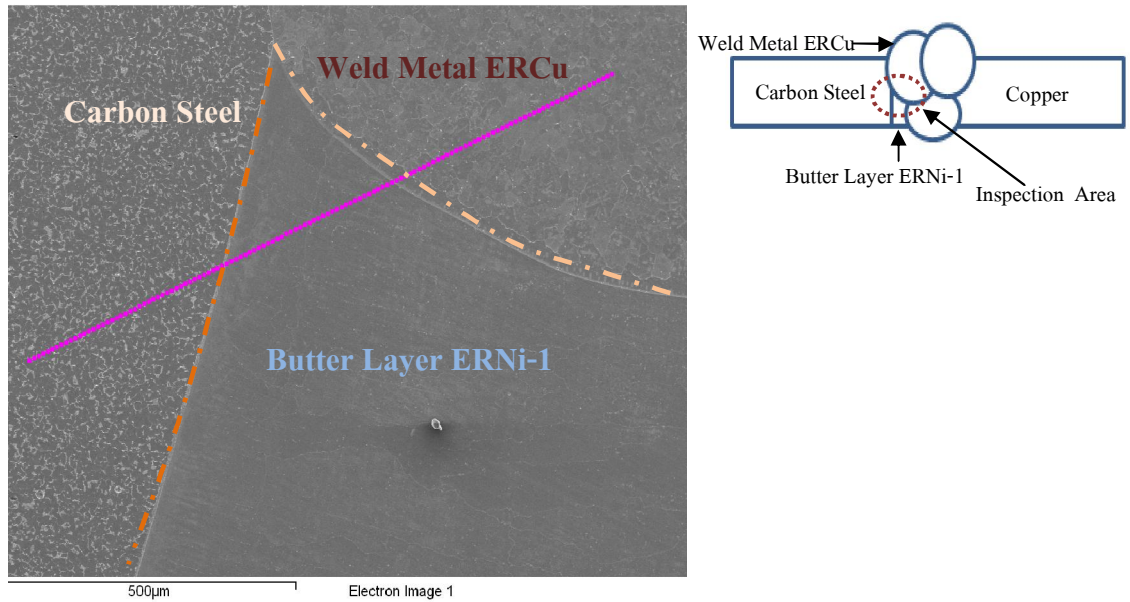 Weld Metal ERCu
Carbon Steel
Butter Layer ERNi-1
500µm
Electron Image 1
Weld Metal ERCu
Carbon Steel
Copper
Butter Layer ERNi-1
Inspection Area